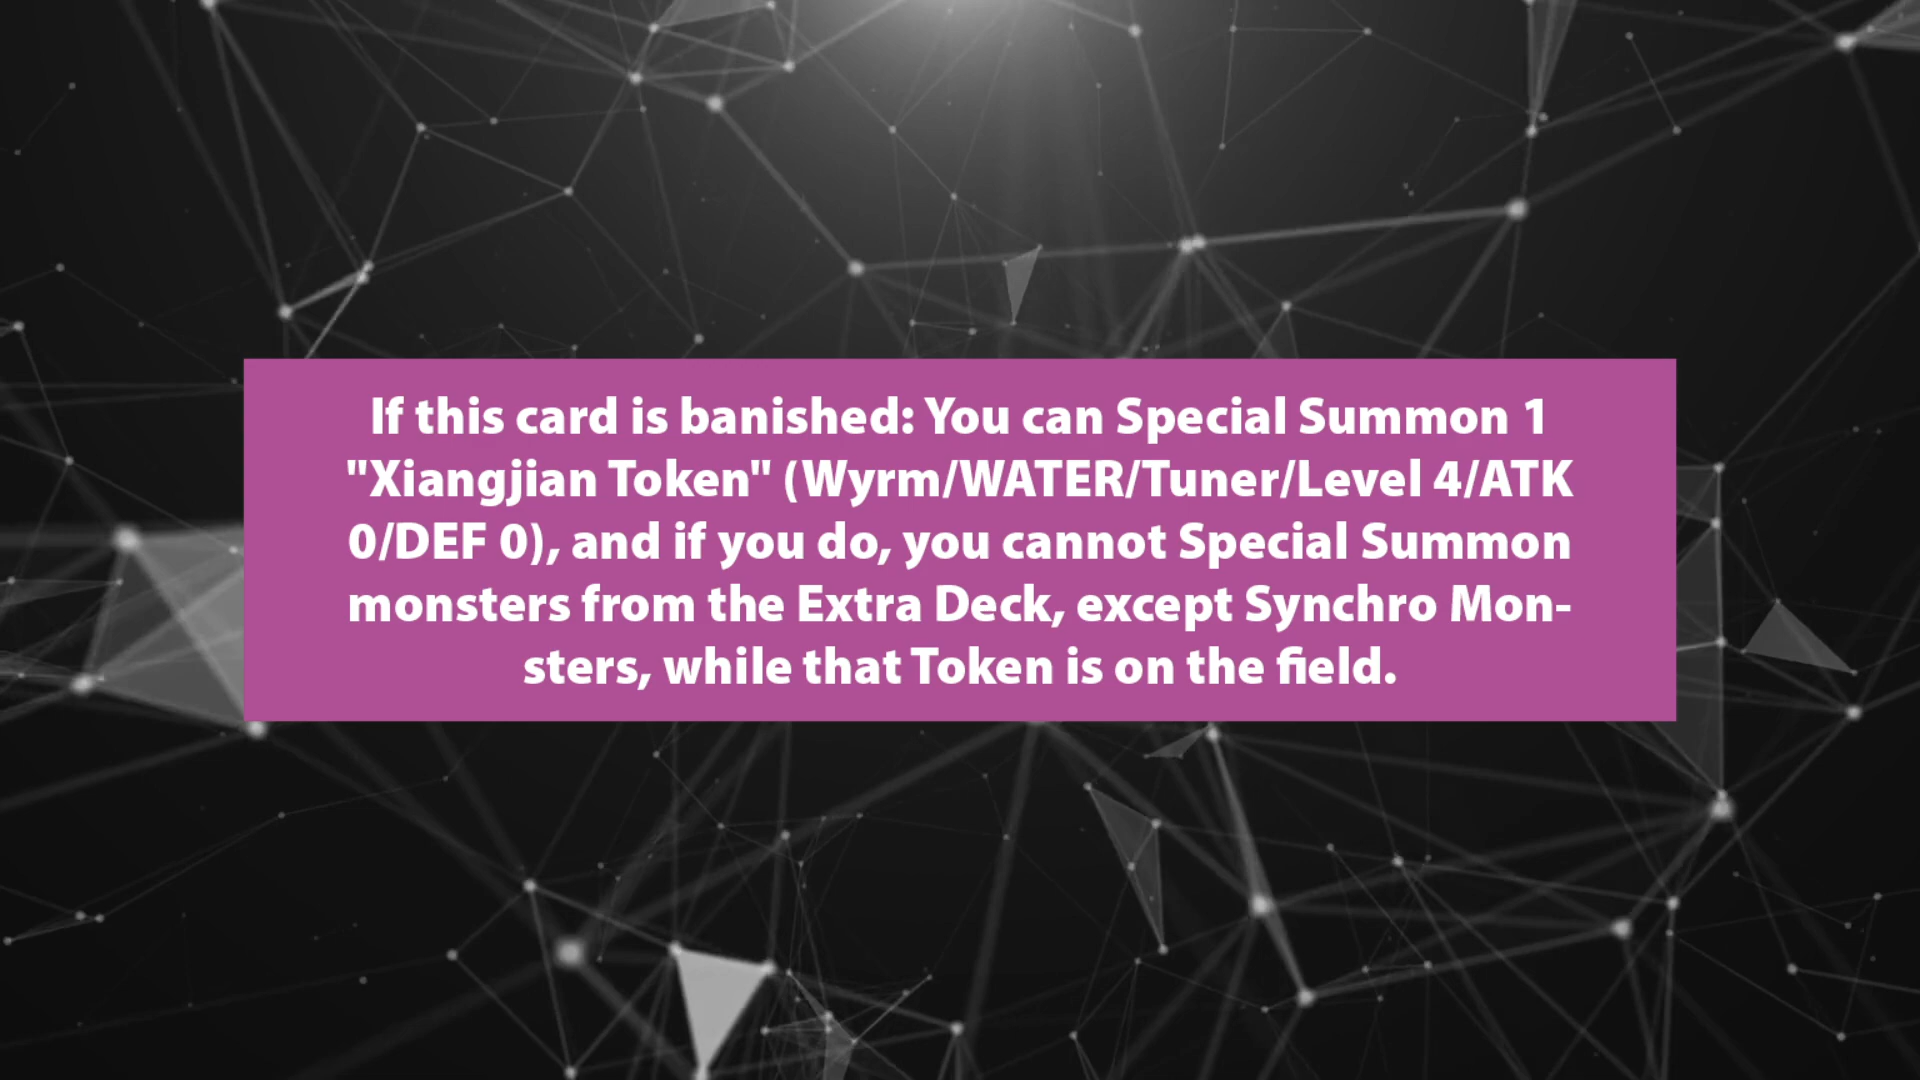 If this card is banished: You can Special Summon 1
"Xiangjian Token" (Wyrm/WATER/Tuner/Level 4/ATK
0/DEF 0), and if you do, you cannot Special Summon
monsters from the Extra Deck, except Synchro Mon-
sters, while that Token is on the field.